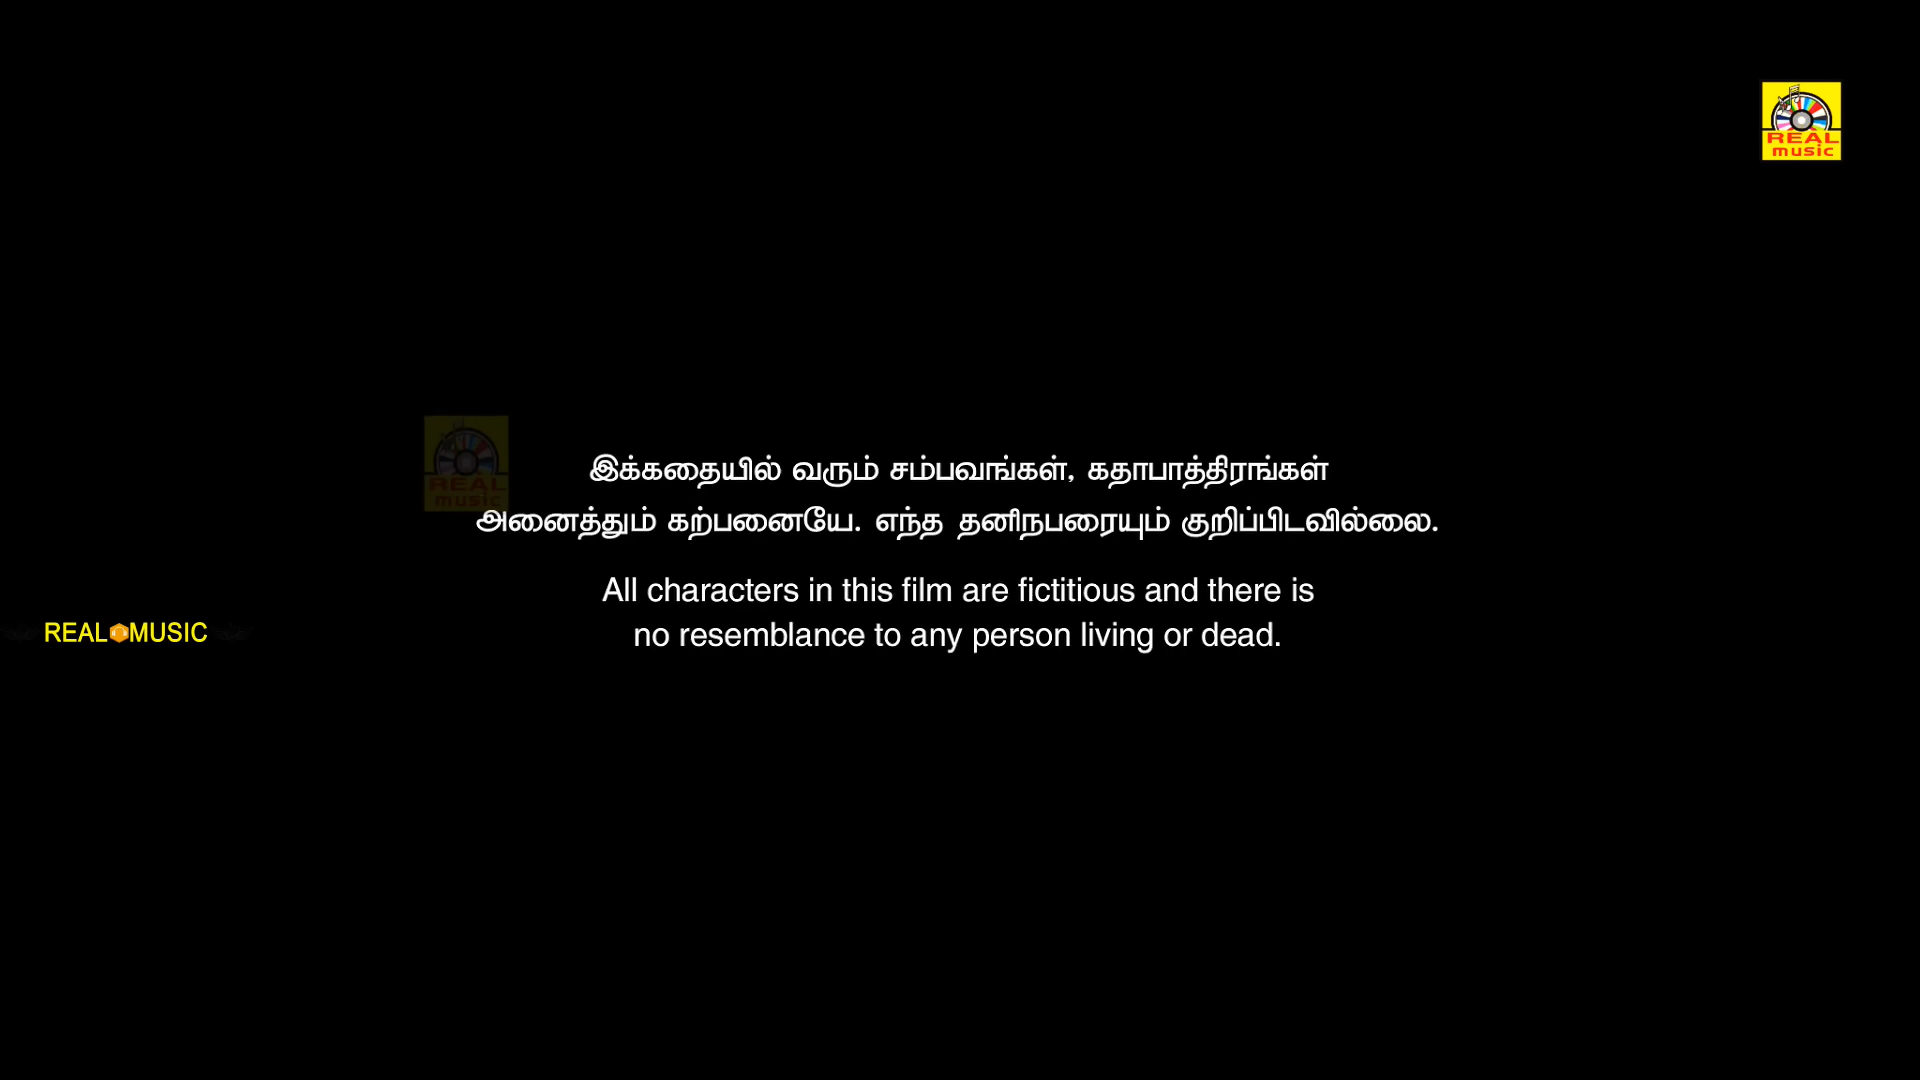 REAL
music
இக்கதையில் வரும் சம்பவங்கள், கதாபாத்திரங்கள்
REAL
music
அனைத்தும் கற்பனையே. எந்த தனிநபரையும் குறிப்பிடவில்லை.
All characters in this film are fictitious and there is
REAL MUSIC
no resemblance to any person living or dead.